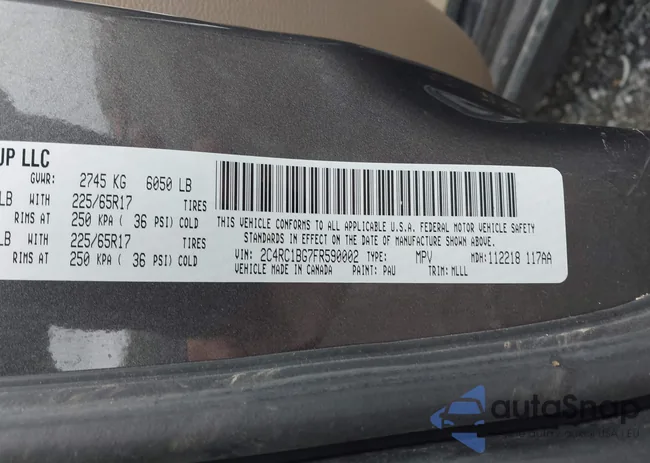 UP LLC
GVWR: 2745 KG 6050 LB
LB WITH 225/65R17 TIRES
RIMS AT 250 KPA ( 36 PSI) COLD
LB WITH 225/65R17 TIRES
RIMS AT 250 KPA ( 36 PSI) COLD
THIS VEHICLE CONFORMS TO ALL APPLICABLE U.S.A. FEDERAL MOTOR VEHICLE SAFETY
STANDARDS IN EFFECT ON THE DATE OF MANUFACTURE SHOWN ABOVE.
VIN: 2C4RC1BG7FR590002 TYPE: MPV MDH: 112218 117AA
MADE IN CANADA PAINT: PAU TRIM: MLLL
autaSnap